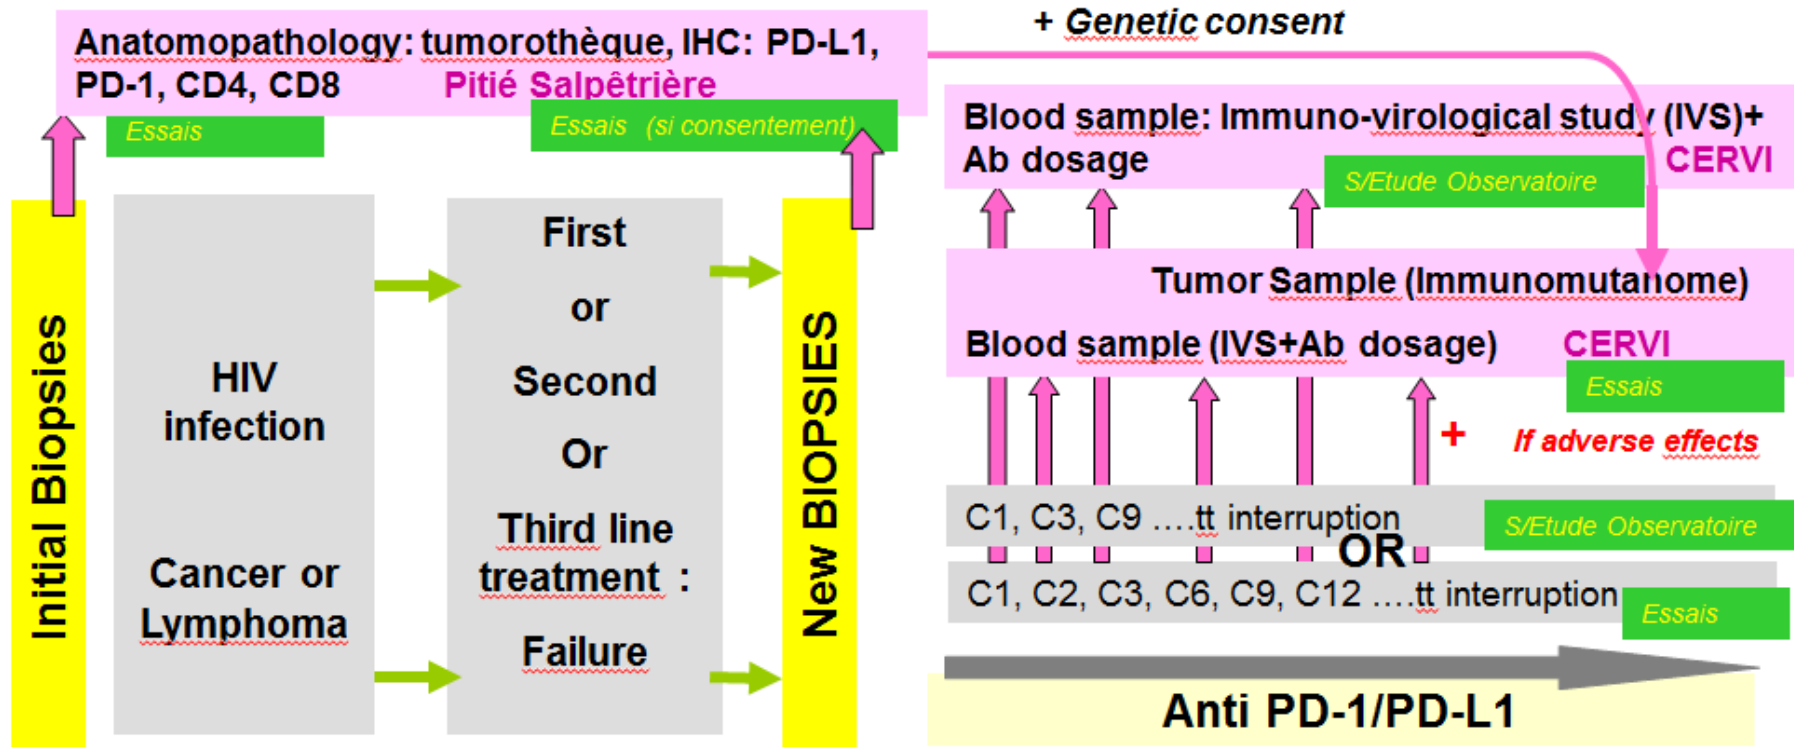 + Genetic consent
Anatomopathology: tumorothèque, IHC: PD-L1,
PD-1, CD4, CD8 Pitié Salpêtrière
Essais
Essais (si consentement)
Initial Biopsies
HIV
infection
Cancer or
Lymphoma
First
or
Second
Or
Third line
treatment :
Failure
New BIOPSIES
Blood sample: Immuno-virological study (IVS)+
Ab dosage CERVI
S/Etude Observatoire
Tumor Sample (Immunomutanome)
Blood sample (IVS+Ab dosage) CERVI
Essais
+ If adverse effects
C1, C3, C9 ....tt interruption
S/Etude Observatoire
OR
C1, C2, C3, C6, C9, C12 ....tt interruption
Essais
Anti PD-1/PD-L1